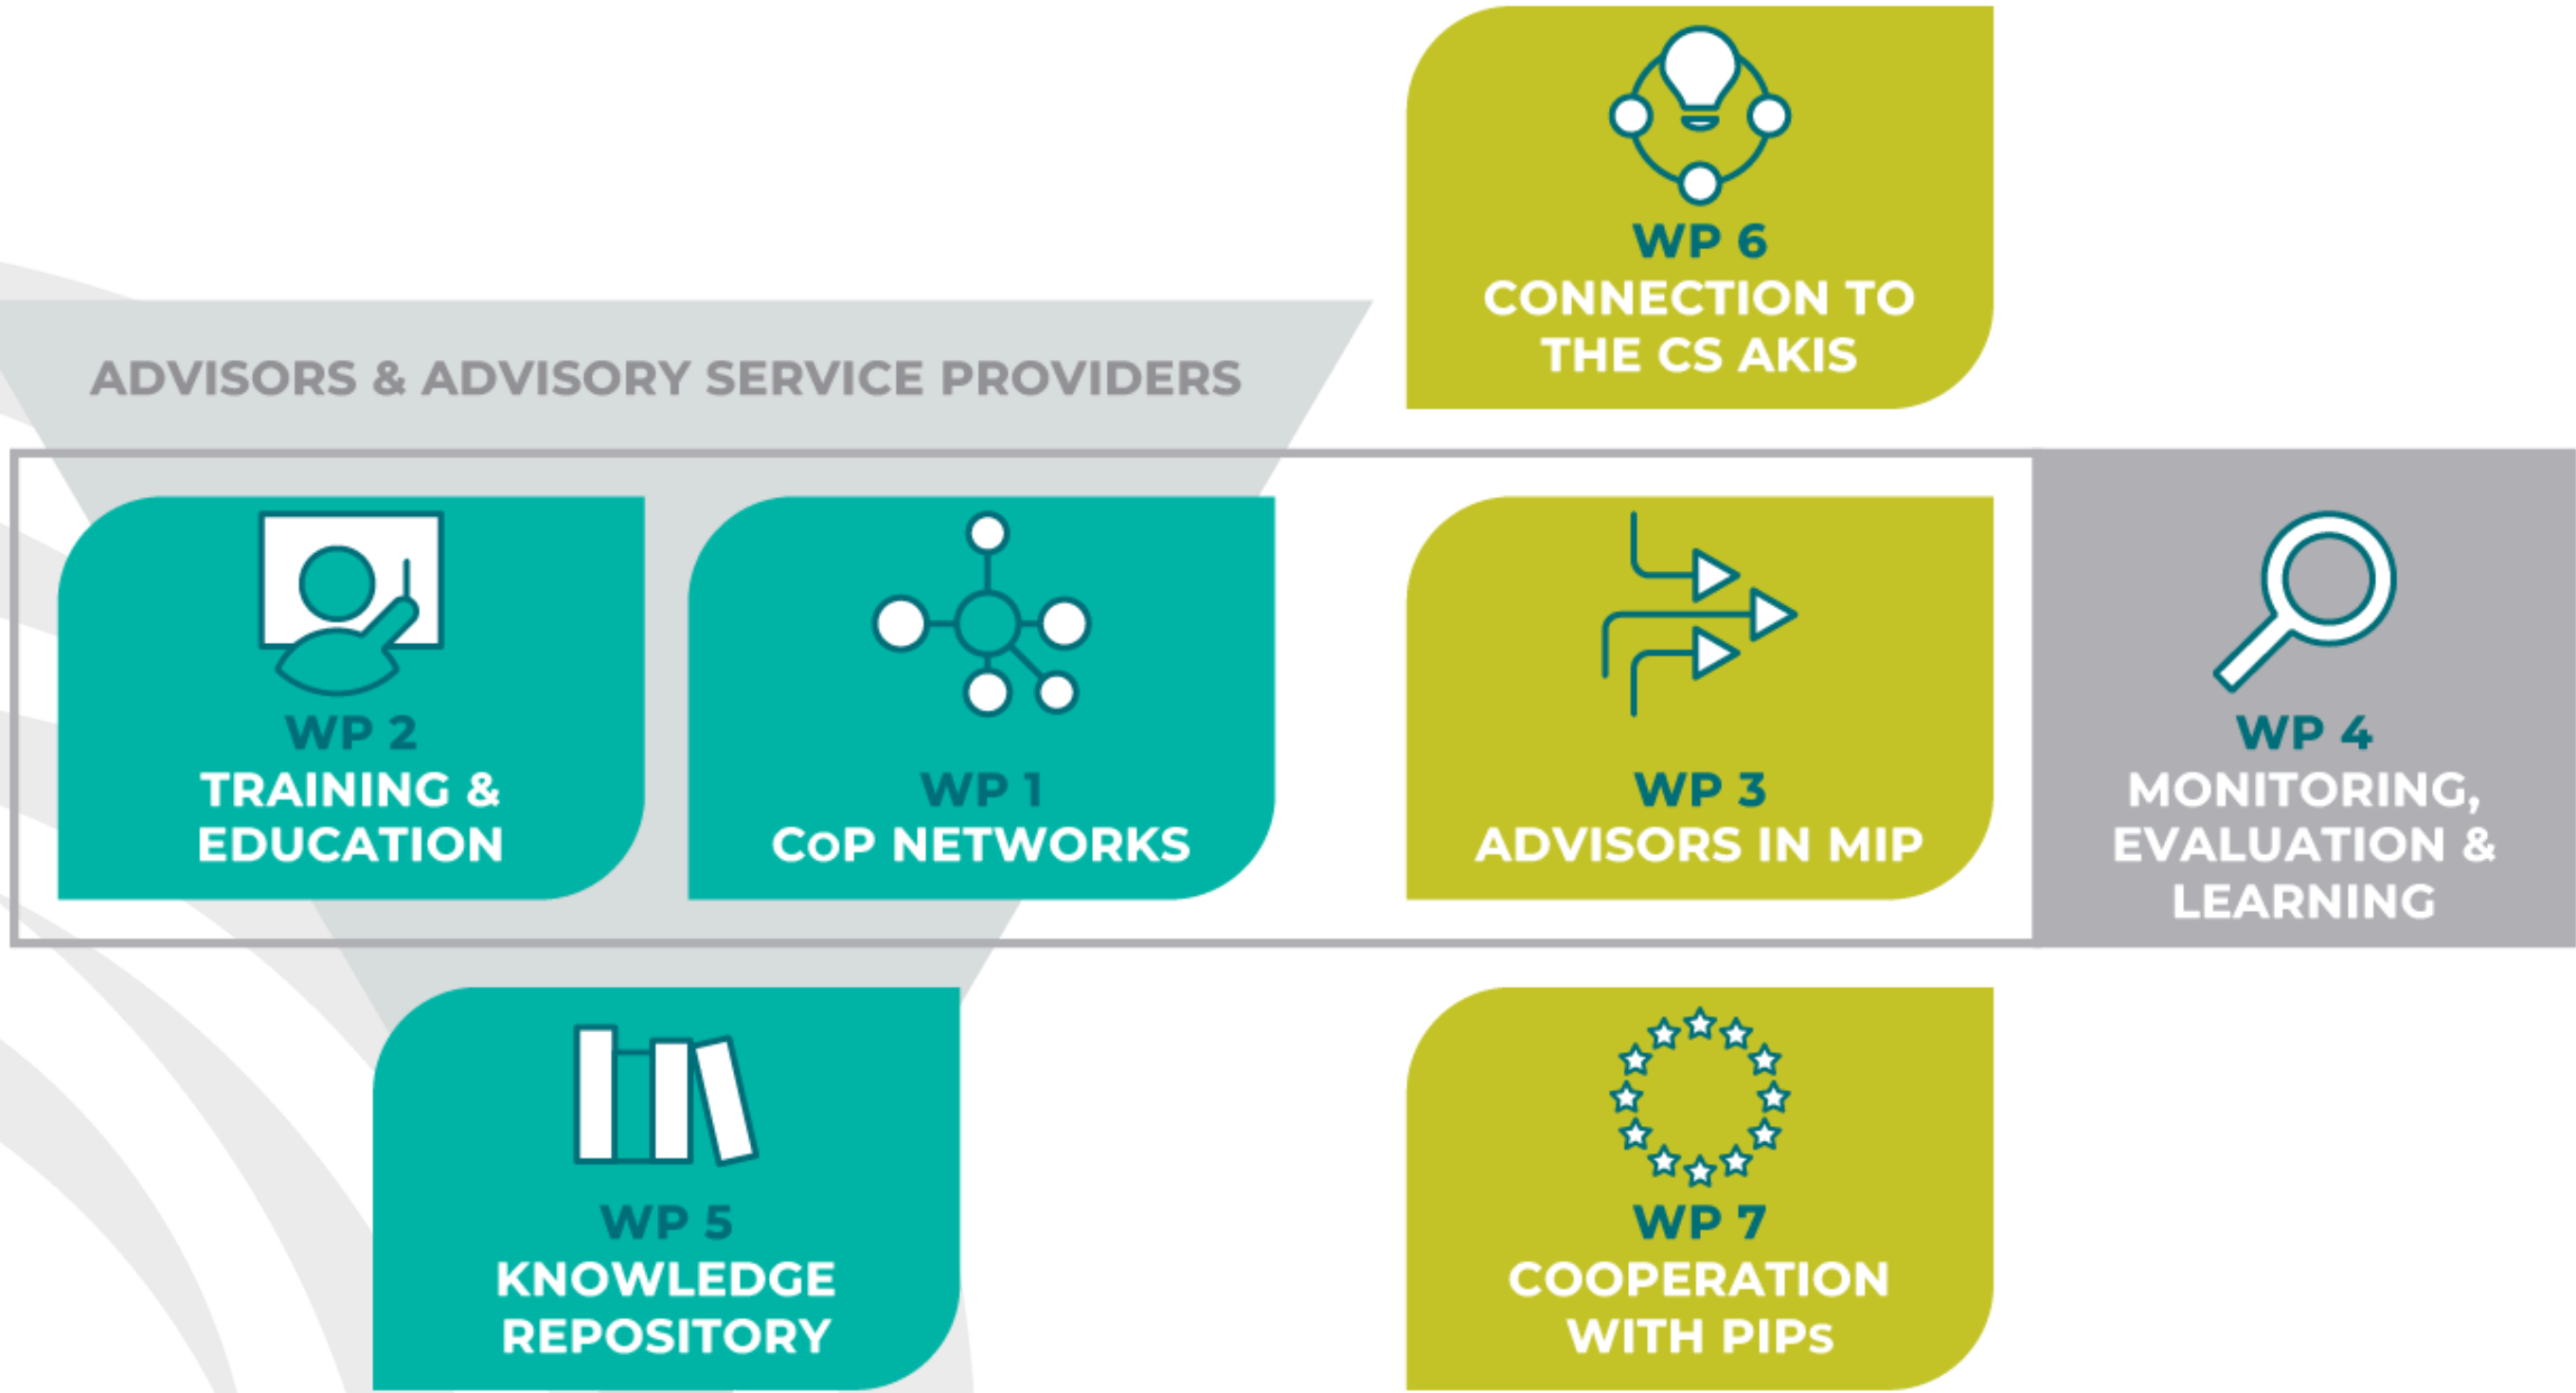 WP 6
CONNECTION TO
THE CS AKIS
ADVISORS & ADVISORY SERVICE PROVIDERS
WP 2
TRAINING &
EDUCATION
WP 1
CoP NETWORKS
WP 3
ADVISORS IN MIP
WP 4
MONITORING,
EVALUATION &
LEARNING
WP 5
KNOWLEDGE
REPOSITORY
WP 7
COOPERATION
WITH PIPs